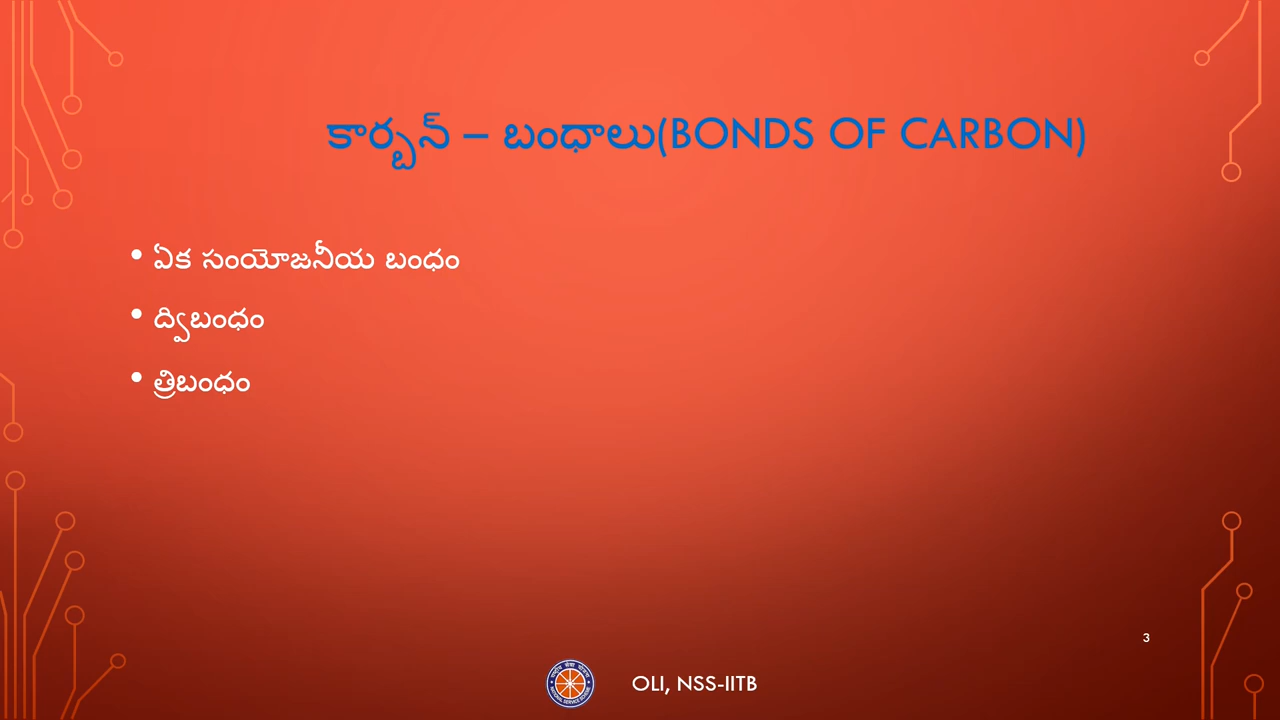 కార్బన్ – బంధాలు(BONDS OF CARBON)
• ఏక సంయోజనీయ బంధం
• ద్విబంధం
• త్రిబంధం
3
OLI, NSS-IITB